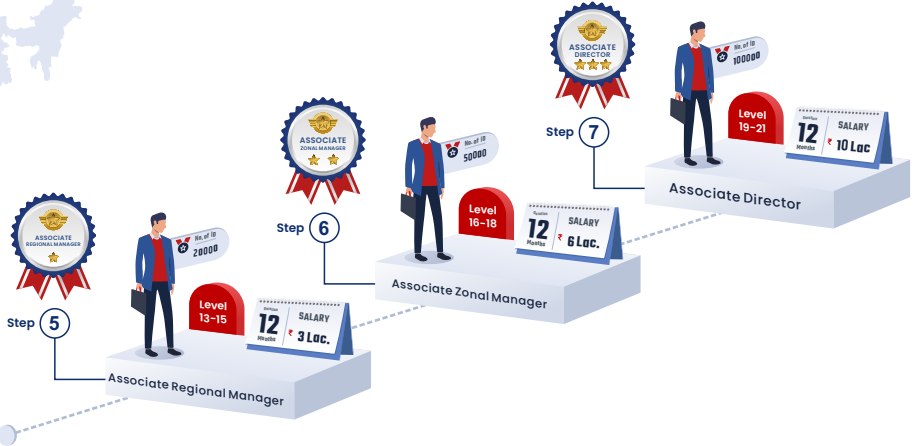 ASSOCIATE
DIRECTOR
No. of ID
100000
Step 7
Level
19-21
12
Months
SALARY
₹ 10 Lac
Associate Director
ASSOCIATE
ZONAL MANAGER
No. of ID
50000
Step 6
Level
16-18
12
Months
SALARY
₹ 6 Lac.
Associate Zonal Manager
ASSOCIATE
REGIONAL MANAGER
No. of ID
20000
Step 5
Level
13-15
12
Months
SALARY
₹ 3 Lac.
Associate Regional Manager